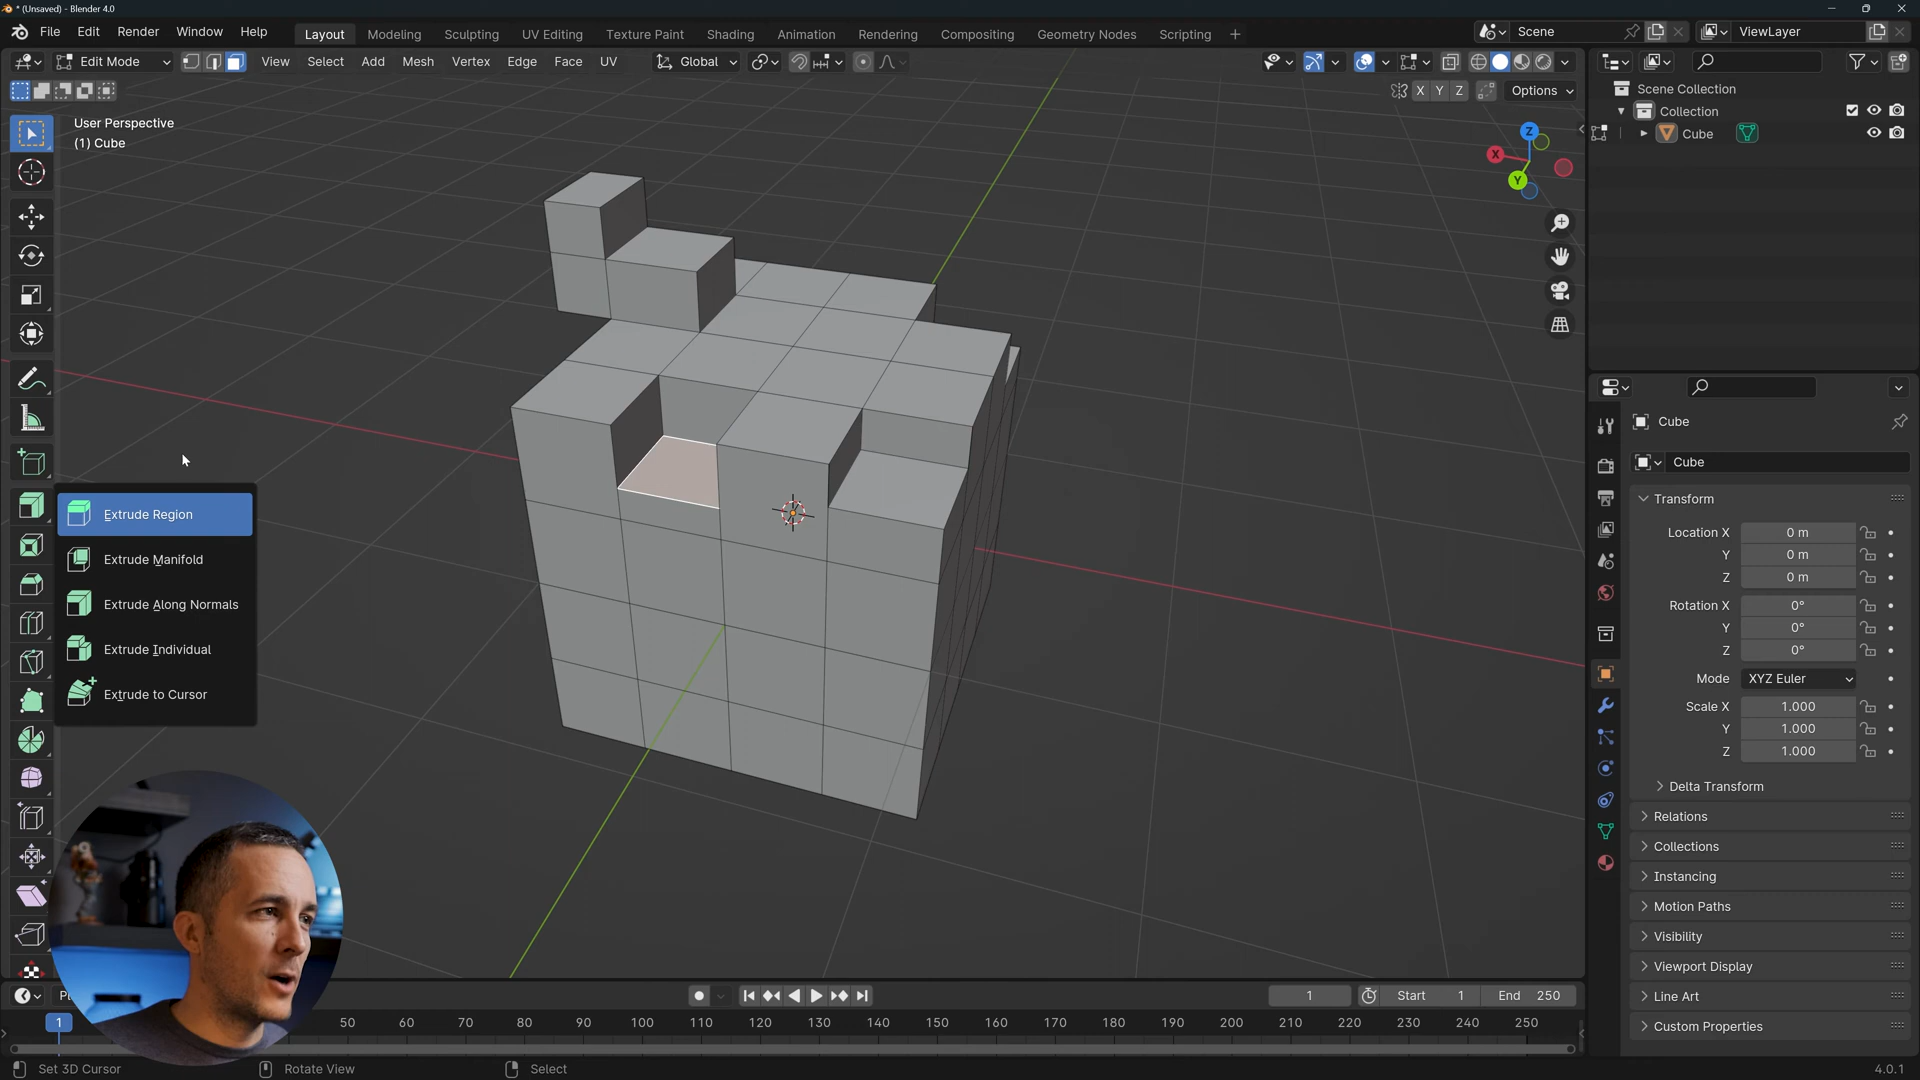 * (Unsaved) - Blender 4.0
File Edit Render Window Help
Layout Modeling Sculpting UV Editing Texture Paint Shading Animation Rendering Compositing Geometry Nodes Scripting +
Scene
ViewLayer
Edit Mode
View Select Add Mesh Vertex Edge Face UV
Global
X Y Z
Options
User Perspective
(1) Cube
Z
X
Y
Scene Collection
Collection
Cube
Extrude Region
Extrude Manifold
Extrude Along Normals
Extrude Individual
Extrude to Cursor
Cube
Cube
Transform
Location X 0 m
Y 0 m
Z 0 m
Rotation X 0°
Y 0°
Z 0°
Mode XYZ Euler
Scale X 1.000
Y 1.000
Z 1.000
Delta Transform
Relations
Collections
Instancing
Motion Paths
Visibility
Viewport Display
Line Art
Custom Properties
1
Start 1
End 250
1 50 60 70 80 90 100 110 120 130 140 150 160 170 180 190 200 210 220 230 240 250
Set 3D Cursor
Rotate View
Select
4.0.1